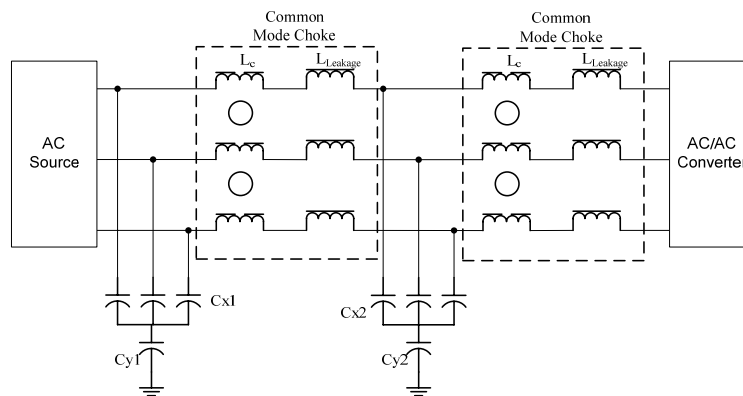 Common
Mode Choke
Common
Mode Choke
Lc
LLeakage
Lc
LLeakage
AC
Source
AC/AC
Converter
Cx1
Cx2
Cy1
Cy2